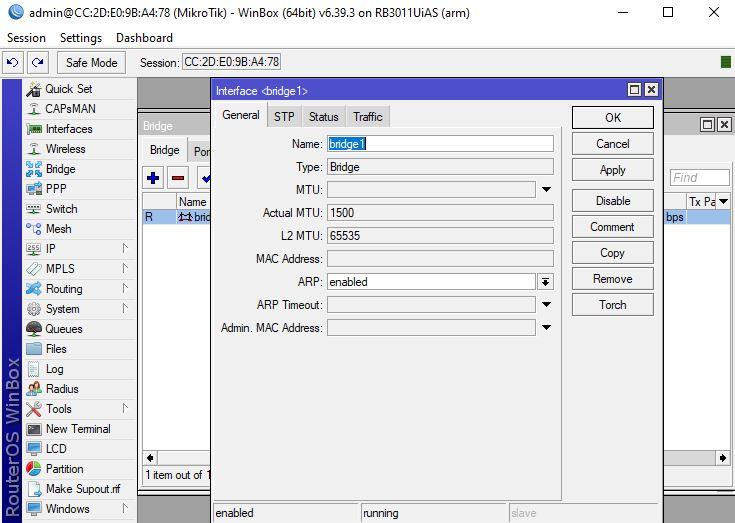 admin@CC:2D:E0:9B:A4:78 (MikroTik) - WinBox (64bit) v6.39.3 on RB3011UiAS (arm)
Session Settings Dashboard
Safe Mode Session: CC:2D:E0:9B:A4:78
RouterOS WinBox
Quick Set
CAPsMAN
Interfaces
Wireless
Bridge
PPP
Switch
Mesh
IP
MPLS
Routing
System
Queues
Files
Log
Radius
Tools
New Terminal
LCD
Partition
Make Supout.rif
Windows
Bridge
Bridge Por
Find
Name
bps Tx Pa
R brid
1 item out of 1
Interface <bridge1>
General STP Status Traffic
Name: bridge1
Type: Bridge
MTU:
Actual MTU: 1500
L2 MTU: 65535
MAC Address:
ARP: enabled
ARP Timeout:
Admin. MAC Address:
OK
Cancel
Apply
Disable
Comment
Copy
Remove
Torch
enabled running slave